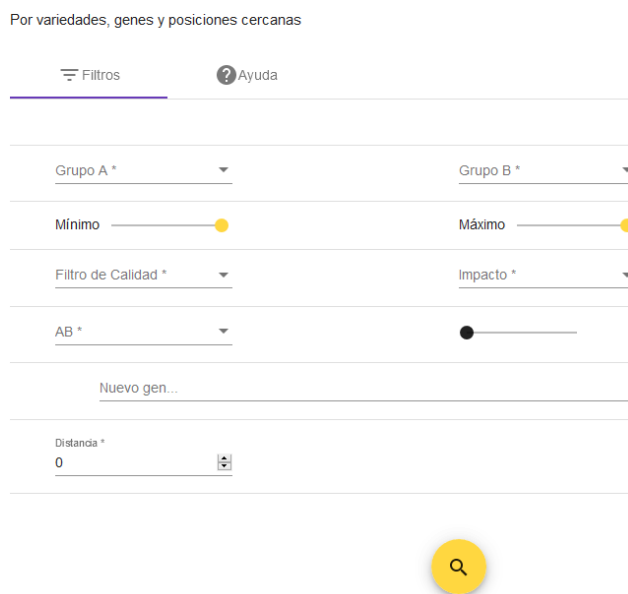 Por variedades, genes y posiciones cercanas
Filtros
Ayuda
Grupo A *
Grupo B *
Mínimo
Máximo
Filtro de Calidad *
Impacto *
AB *
Nuevo gen...
Distancia *
0